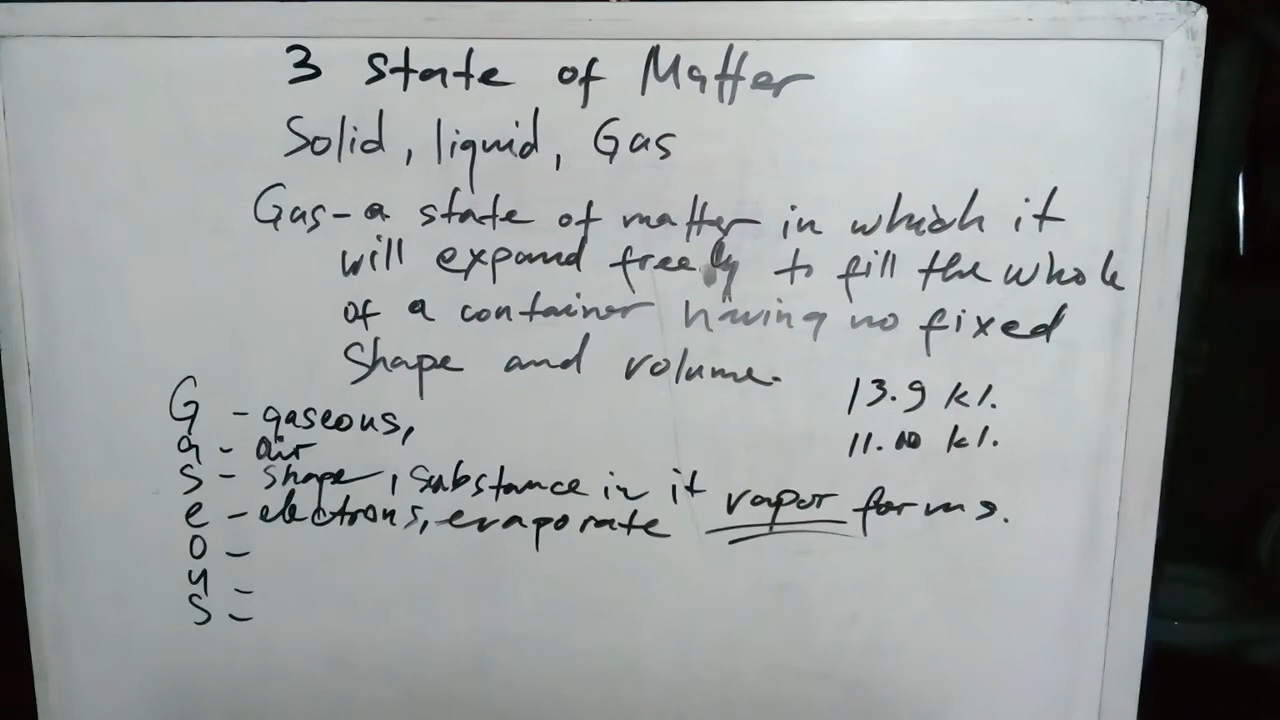 3 State of Matter
Solid, liquid, Gas
Gas - a state of matter in which it
will expand freely to fill the whole
of a container having no fixed
shape and volume.
13.9 kl.
11.00 kl.
G - gaseous,
a - air
S - shape, substance in it vapor forms.
e - electrons, evaporate
o -
u -
S -